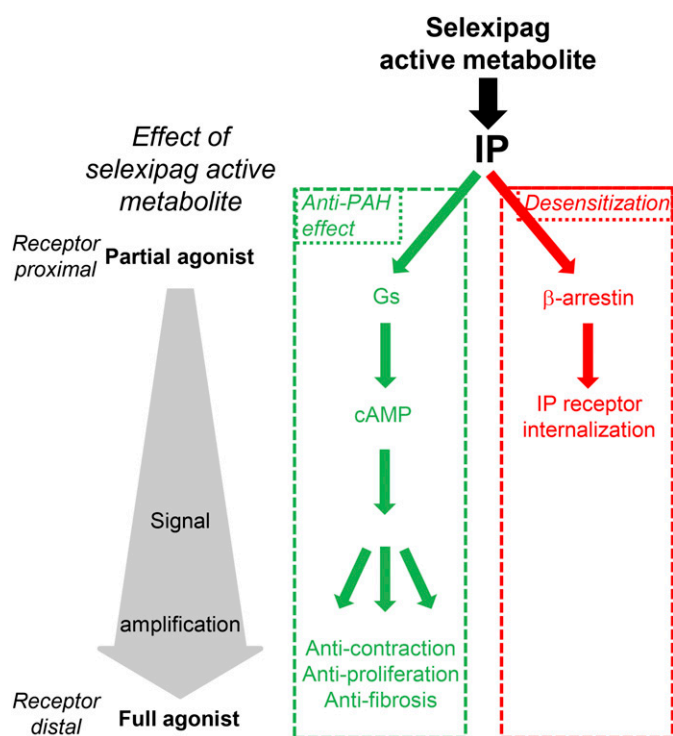 Selexipag
active metabolite
IP
Effect of
selexipag active
metabolite
Receptor
proximal
Partial agonist
Signal
amplification
Receptor
distal
Full agonist
Anti-PAH
effect
Gs
cAMP
Anti-contraction
Anti-proliferation
Anti-fibrosis
Desensitization
β-arrestin
IP receptor
internalization